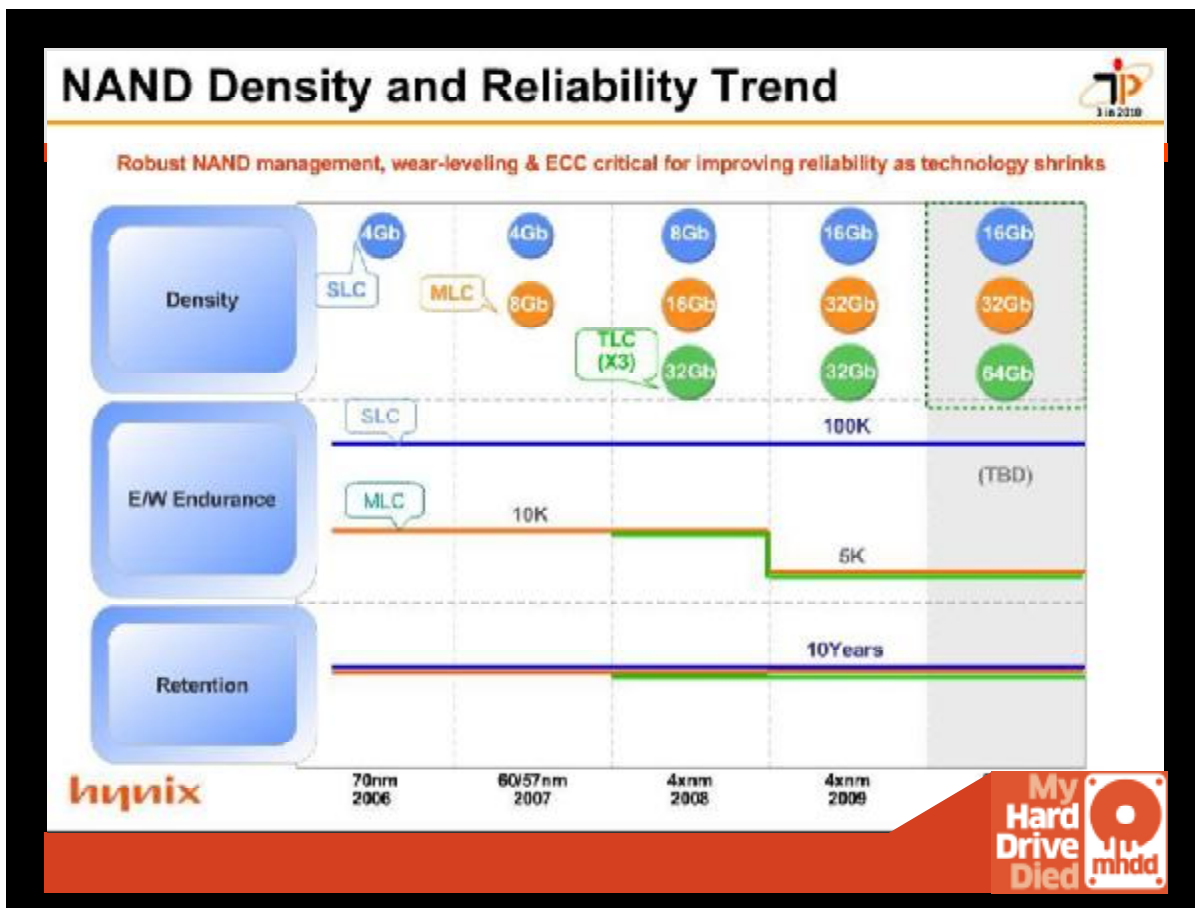 NAND Density and Reliability Trend
3 in 2010
Robust NAND management, wear-leveling & ECC critical for improving reliability as technology shrinks
Density
4Gb
4Gb
8Gb
16Gb
16Gb
SLC
MLC
8Gb
16Gb
32Gb
32Gb
TLC
(X3)
32Gb
32Gb
64Gb
E/W Endurance
SLC
100K
(TBD)
MLC
10K
5K
Retention
10Years
70nm
2006
60/57nm
2007
4xnm
2008
4xnm
2009
hynix
My
Hard
Drive
Died
mhdd